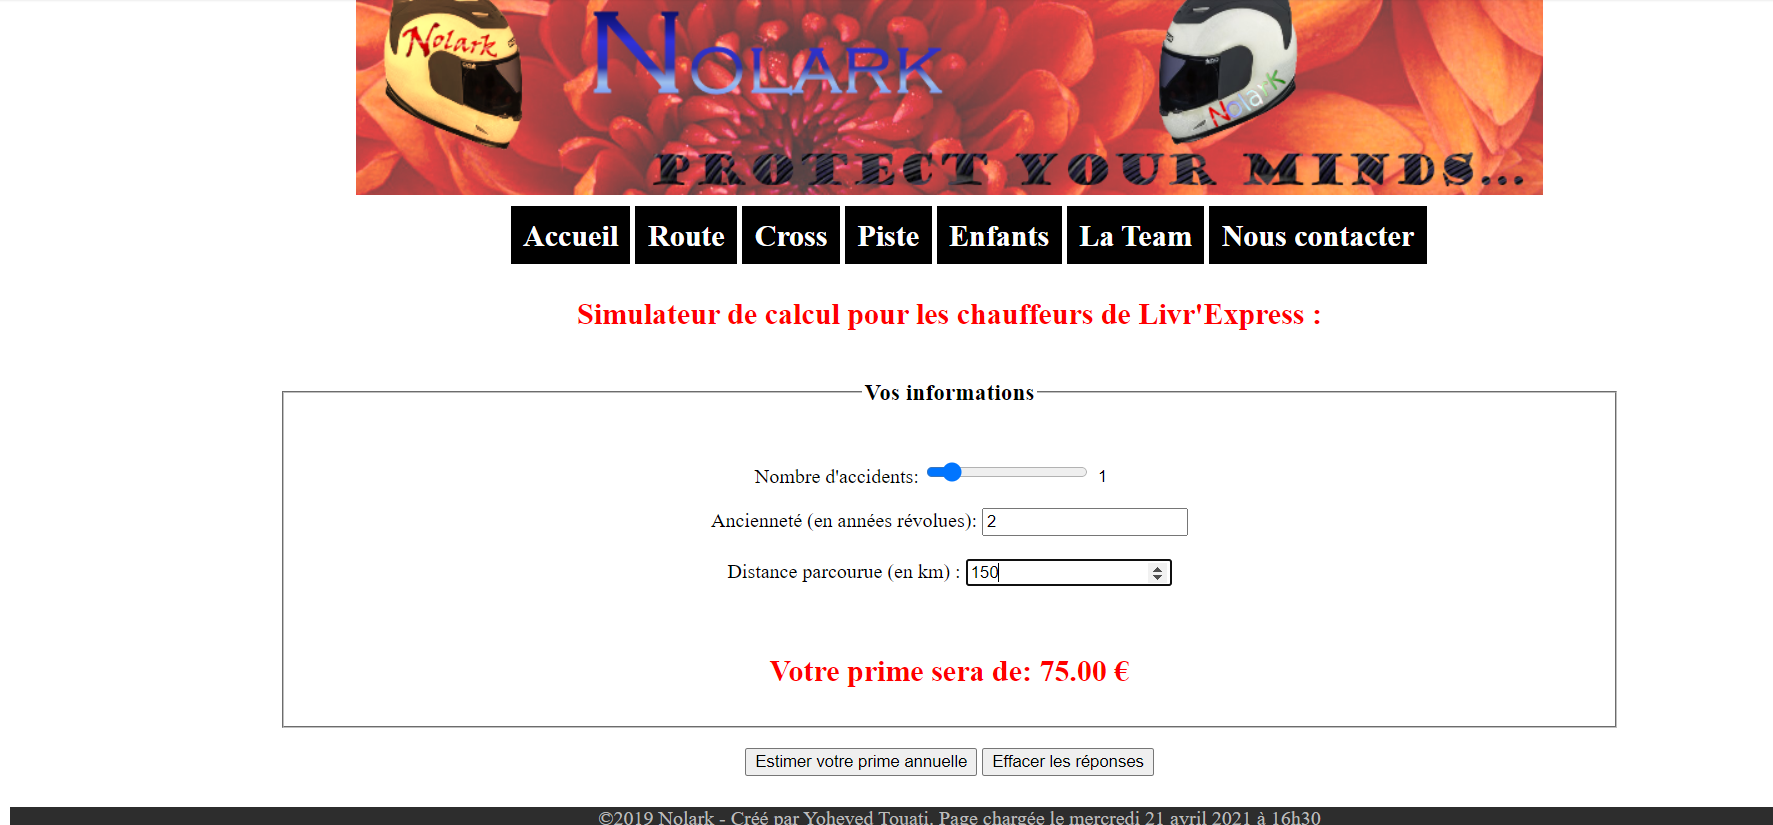 Nolark
NOLARK
Nolark
PROTECT YOUR MINDS...
Accueil Route Cross Piste Enfants La Team Nous contacter
Simulateur de calcul pour les chauffeurs de Livr'Express :
Vos informations
Nombre d'accidents: 1
Ancienneté (en années révolues): 2
Distance parcourue (en km) : 150
Votre prime sera de: 75.00 €
Estimer votre prime annuelle Effacer les réponses
©2019 Nolark - Créé par Yoheved Touati. Page chargée le mercredi 21 avril 2021 à 16h30